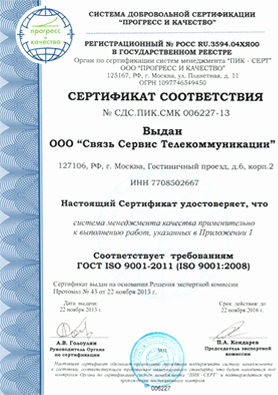 СИСТЕМА ДОБРОВОЛЬНОЙ СЕРТИФИКАЦИИ
"ПРОГРЕСС И КАЧЕСТВО"
прогресс
и
качество
РЕГИСТРАЦИОННЫЙ № РОСС RU.3594.04ХЯ00
В ГОСУДАРСТВЕННОМ РЕЕСТРЕ
Орган по сертификации систем менеджмента "ПИК - СЕРТ"
ООО "ПРОГРЕСС И КАЧЕСТВО"
125167, РФ, г. Москва, ул. Планетная, д. 11
ОГРН 1097746549450
СЕРТИФИКАТ СООТВЕТСТВИЯ
№ СДС.ПИК.СМК 006227-13
Выдан
ООО "Связь Сервис Телекоммуникации"
127106, РФ, г. Москва, Гостиничный проезд, д.6, корп.2
ИНН 7708502667
Настоящий Сертификат удостоверяет, что
система менеджмента качества применительно
к выполнению работ, указанных в Приложении 1
Соответствует требованиям
ГОСТ ISO 9001-2011 (ISO 9001:2008)
Сертификат выдан на основании Решения экспертной комиссии
Протокол № 43 от 22 ноября 2013 г.
Дата выдачи: Срок действия до
22 ноября 2013 г. 22 ноября 2016 г.
А.В. Голоулин П.А. Кондарев
Руководитель Органа Председатель экспертной
по сертификации комиссии
М.П.
006227